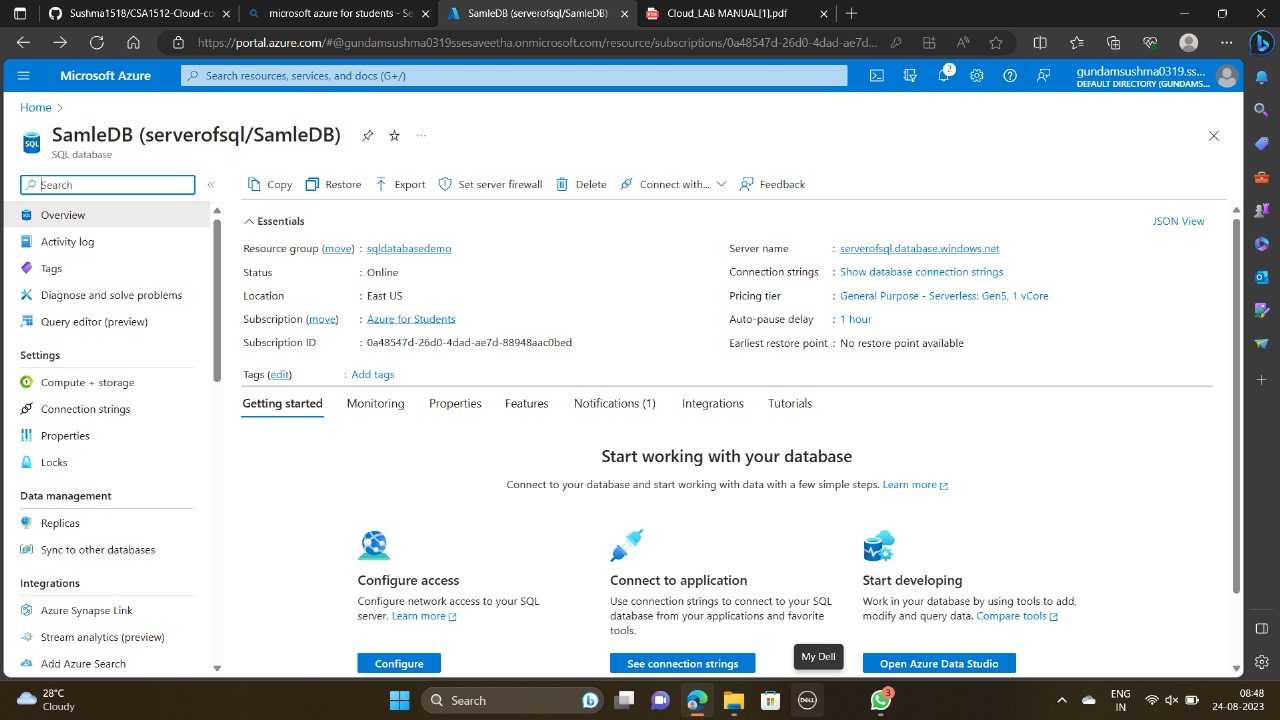 Sushma1518/CSA1512-Cloud-co
microsoft azure for students - Se
SamleDB (serverofsql/SamleDB)
Cloud_LAB MANUAL[1].pdf
https://portal.azure.com/#@gundamsushma0319ssesaveetha.onmicrosoft.com/resource/subscriptions/0a48547d-26d0-4dad-ae7d...
Microsoft Azure
Search resources, services, and docs (G+/)
2
gundamsushma0319.ss...
DEFAULT DIRECTORY (GUNDAMS...
Home
SamleDB (serverofsql/SamleDB)
SQL database
Search
Copy
Restore
Export
Set server firewall
Delete
Connect with...
Feedback
Overview
Activity log
Tags
Diagnose and solve problems
Query editor (preview)
Settings
Compute + storage
Connection strings
Properties
Locks
Data management
Replicas
Sync to other databases
Integrations
Azure Synapse Link
Stream analytics (preview)
Add Azure Search
Essentials
JSON View
Resource group (move) : sqldatabasedemo
Status : Online
Location : East US
Subscription (move) : Azure for Students
Subscription ID : 0a48547d-26d0-4dad-ae7d-88948aac0bed
Server name : serverofsql.database.windows.net
Connection strings : Show database connection strings
Pricing tier : General Purpose - Serverless: Gen5, 1 vCore
Auto-pause delay : 1 hour
Earliest restore point : No restore point available
Tags (edit) : Add tags
Getting started
Monitoring
Properties
Features
Notifications (1)
Integrations
Tutorials
Start working with your database
Connect to your database and start working with data with a few simple steps. Learn more
Configure access
Configure network access to your SQL
server. Learn more
Configure
Connect to application
Use connection strings to connect to your SQL
database from your applications and favorite
tools.
See connection strings
My Dell
Start developing
Work in your database by using tools to add,
modify and query data. Compare tools
Open Azure Data Studio
28°C
Cloudy
Search
DELL
3
ENG
IN
08:48
24-08-2023